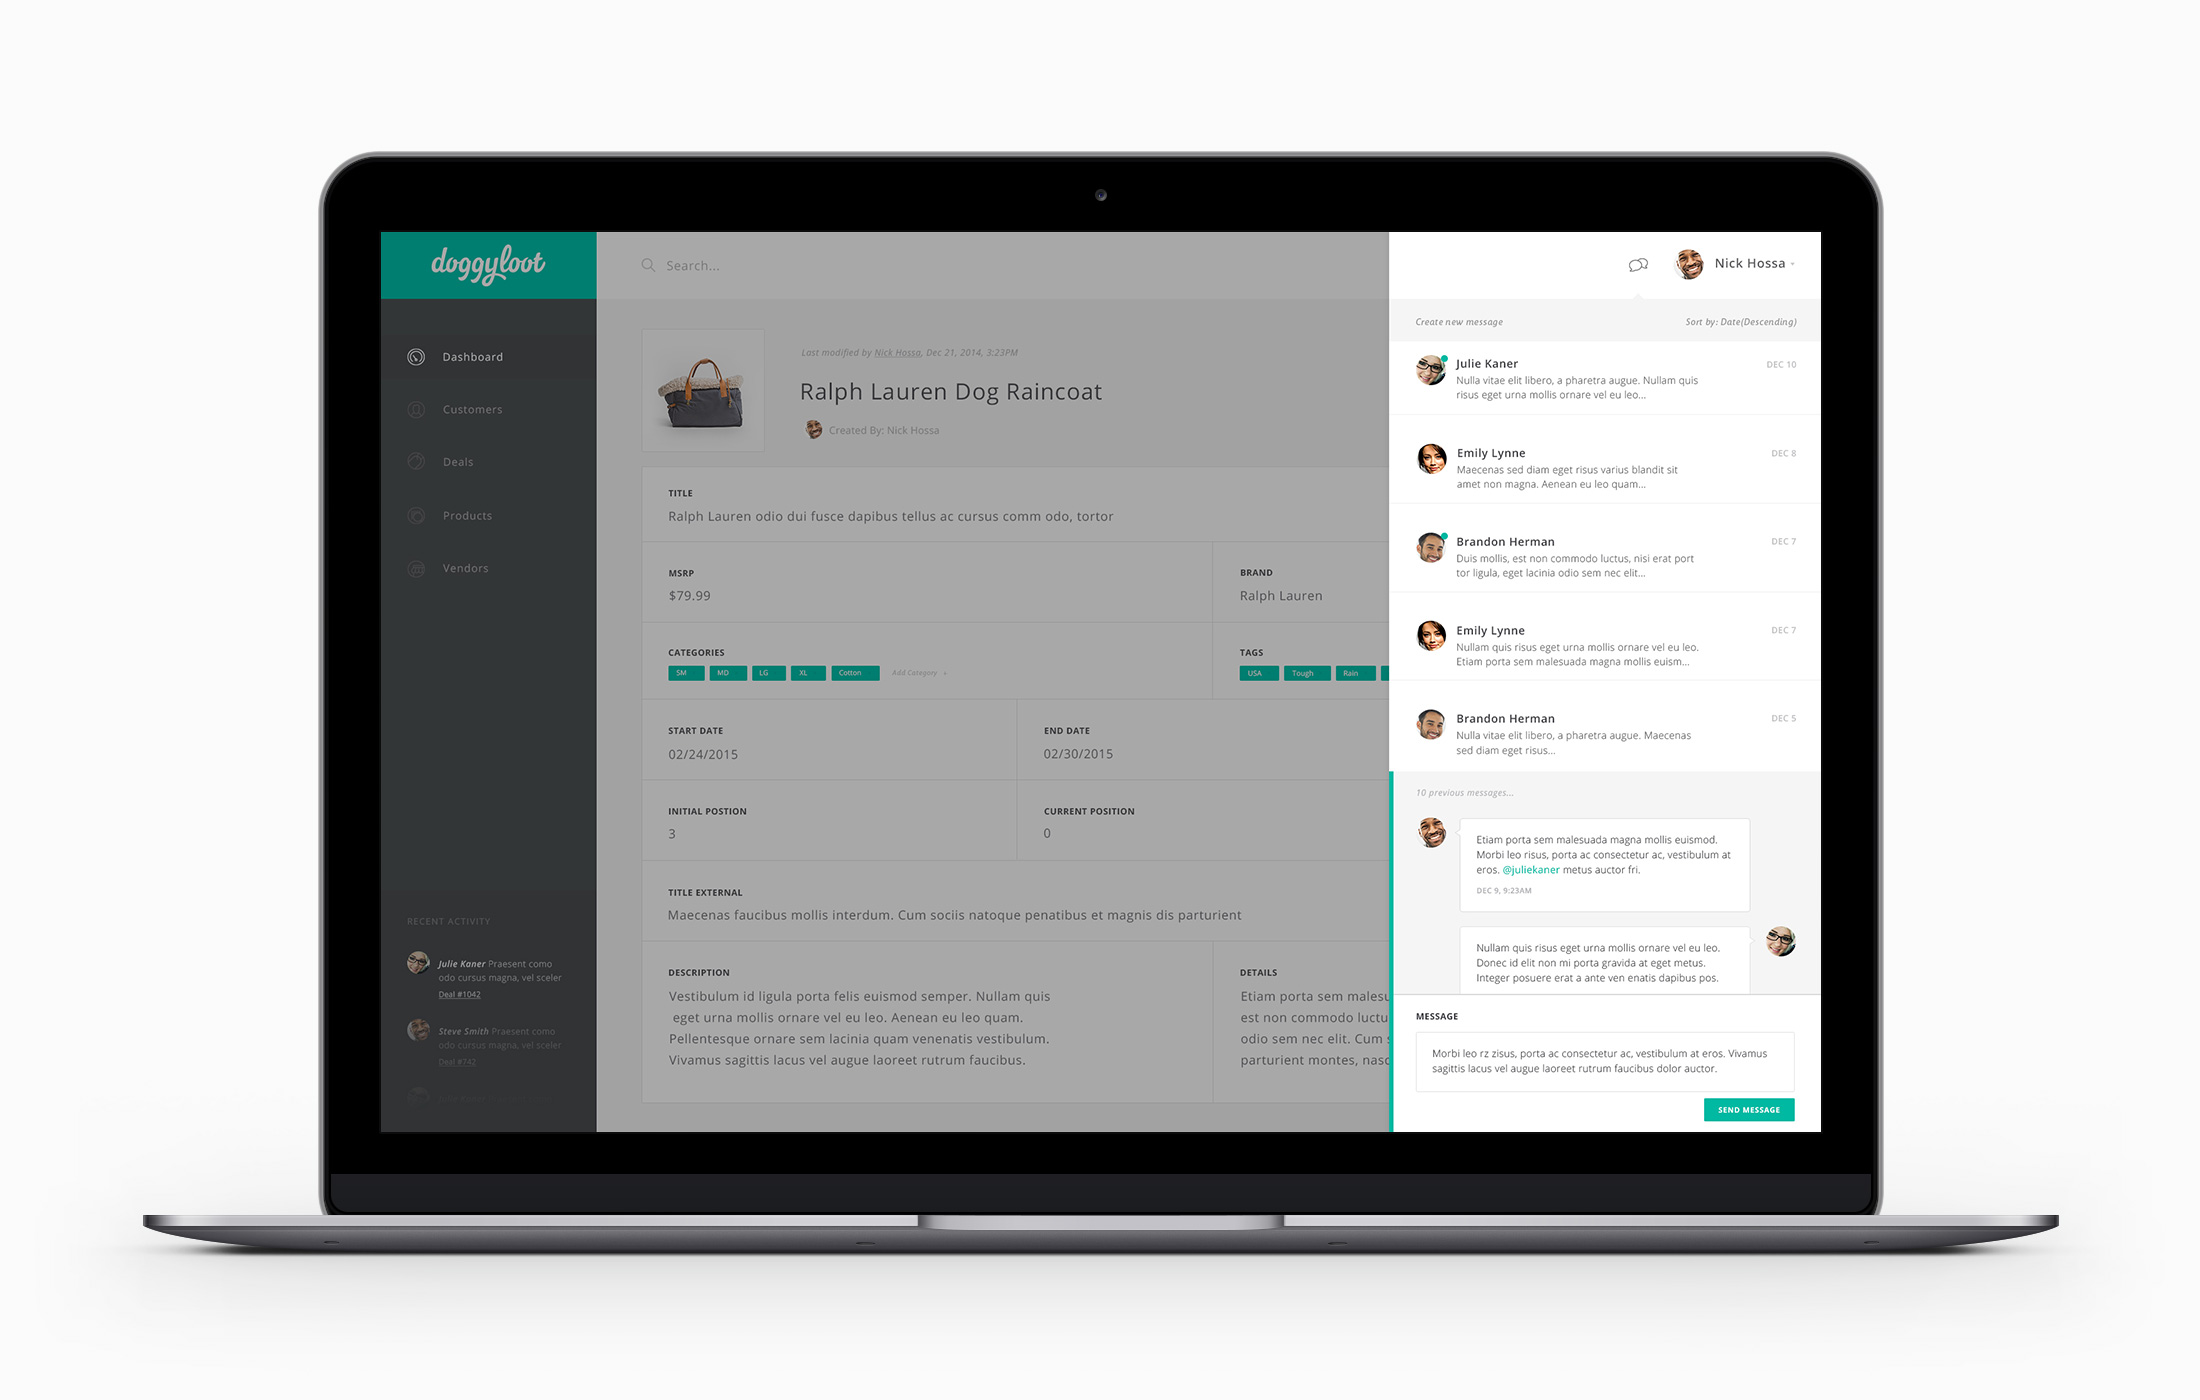 doggyloot
Search...
Nick Hossa
Dashboard
Customers
Deals
Products
Vendors
RECENT ACTIVITY
Julie Kaner Praesent como
odo cursus magna, vel sceler
Deal #1042
Steve Smith Praesent como
odo cursus magna, vel sceler
Deal #742
Last modified by Nick Hossa, Dec 21, 2014, 3:23PM
Ralph Lauren Dog Raincoat
Created By: Nick Hossa
TITLE
Ralph Lauren odio dui fusce dapibus tellus ac cursus comm odo, tortor
MSRP
$79.99
BRAND
Ralph Lauren
CATEGORIES
SM MD LG XL Cotton Add Category +
TAGS
USA Tough Rain
START DATE
02/24/2015
END DATE
02/30/2015
INITIAL POSTION
3
CURRENT POSITION
0
TITLE EXTERNAL
Maecenas faucibus mollis interdum. Cum sociis natoque penatibus et magnis dis parturient
DESCRIPTION
Vestibulum id ligula porta felis euismod semper. Nullam quis
eget urna mollis ornare vel eu leo. Aenean eu leo quam.
Pellentesque ornare sem lacinia quam venenatis vestibulum.
Vivamus sagittis lacus vel augue laoreet rutrum faucibus.
DETAILS
Etiam porta sem malesu
est non commodo luctu
odio sem nec elit. Cum s
parturient montes, nasc
Create new message
Sort by: Date(Descending)
Julie Kaner
DEC 10
Nulla vitae elit libero, a pharetra augue. Nullam quis
risus eget urna mollis ornare vel eu leo...
Emily Lynne
DEC 8
Maecenas sed diam eget risus varius blandit sit
amet non magna. Aenean eu leo quam...
Brandon Herman
DEC 7
Duis mollis, est non commodo luctus, nisi erat port
tor ligula, eget lacinia odio sem nec elit...
Emily Lynne
DEC 7
Nullam quis risus eget urna mollis ornare vel eu leo.
Etiam porta sem malesuada magna mollis euism...
Brandon Herman
DEC 5
Nulla vitae elit libero, a pharetra augue. Maecenas
sed diam eget risus...
10 previous messages...
Etiam porta sem malesuada magna mollis euismod.
Morbi leo risus, porta ac consectetur ac, vestibulum at
eros. @juliekaner metus auctor fri.
DEC 9, 9:23AM
Nullam quis risus eget urna mollis ornare vel eu leo.
Donec id elit non mi porta gravida at eget metus.
Integer posuere erat a ante ven enatis dapibus pos.
MESSAGE
Morbi leo rz zisus, porta ac consectetur ac, vestibulum at eros. Vivamus
sagittis lacus vel augue laoreet rutrum faucibus dolor auctor.
SEND MESSAGE